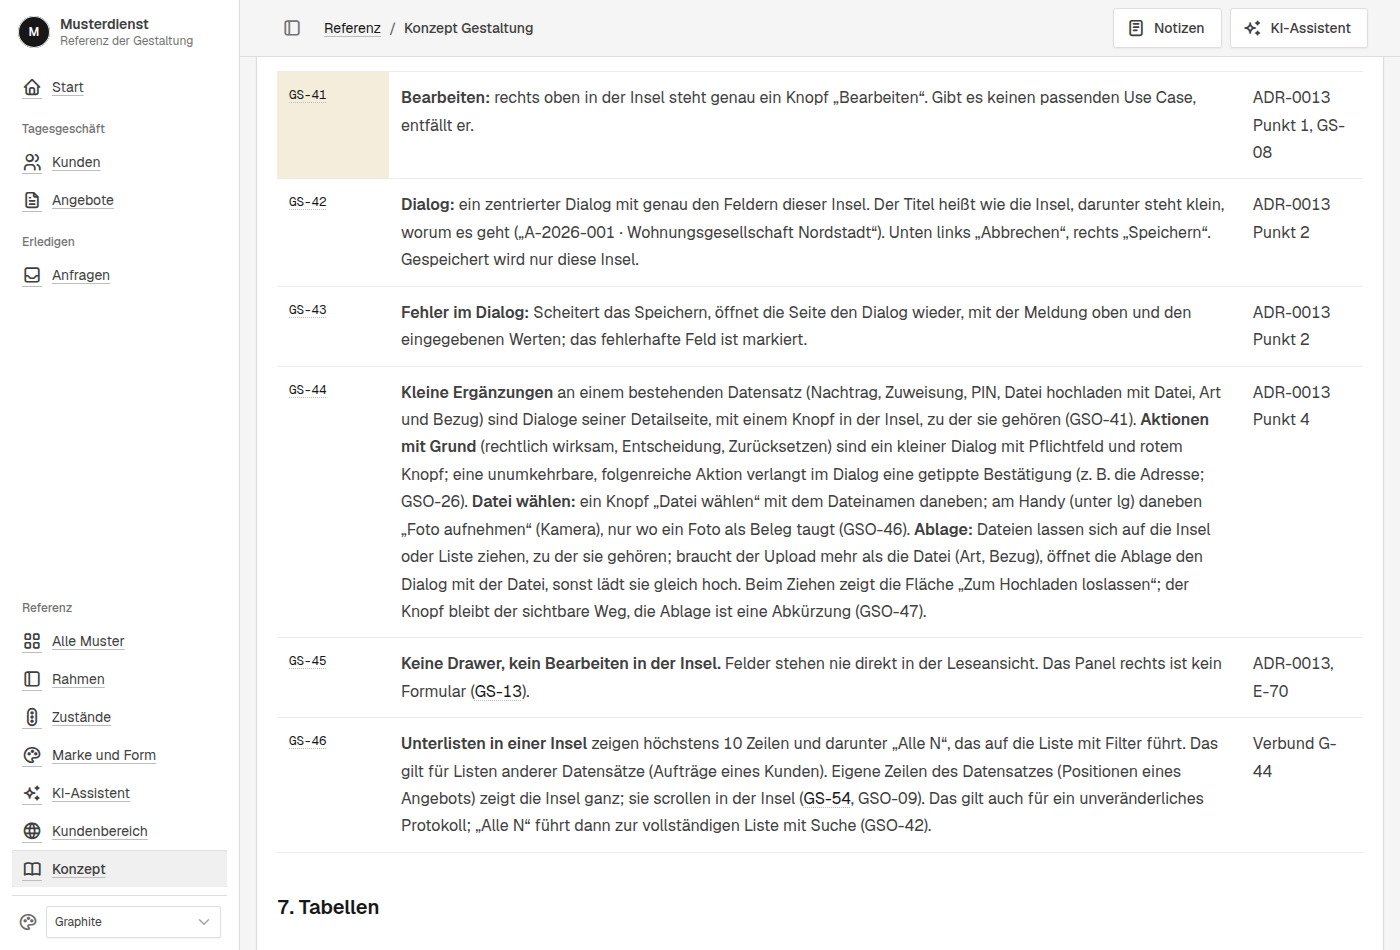 M
Musterdienst
Referenz der Gestaltung
Start
Tagesgeschäft
Kunden
Angebote
Erledigen
Anfragen
Referenz
Alle Muster
Rahmen
Zustände
Marke und Form
KI-Assistent
Kundenbereich
Konzept
Graphite
Referenz / Konzept Gestaltung
Notizen
KI-Assistent
GS-41
Bearbeiten: rechts oben in der Insel steht genau ein Knopf „Bearbeiten“. Gibt es keinen passenden Use Case,
entfällt er.
ADR-0013
Punkt 1, GS-
08
GS-42
Dialog: ein zentrierter Dialog mit genau den Feldern dieser Insel. Der Titel heißt wie die Insel, darunter steht klein,
worum es geht („A-2026-001 · Wohnungsgesellschaft Nordstadt“). Unten links „Abbrechen“, rechts „Speichern“.
Gespeichert wird nur diese Insel.
ADR-0013
Punkt 2
GS-43
Fehler im Dialog: Scheitert das Speichern, öffnet die Seite den Dialog wieder, mit der Meldung oben und den
eingegebenen Werten; das fehlerhafte Feld ist markiert.
ADR-0013
Punkt 2
GS-44
Kleine Ergänzungen an einem bestehenden Datensatz (Nachtrag, Zuweisung, PIN, Datei hochladen mit Datei, Art
und Bezug) sind Dialoge seiner Detailseite, mit einem Knopf in der Insel, zu der sie gehören (GSO-41). Aktionen
mit Grund (rechtlich wirksam, Entscheidung, Zurücksetzen) sind ein kleiner Dialog mit Pflichtfeld und rotem
Knopf; eine unumkehrbare, folgenreiche Aktion verlangt im Dialog eine getippte Bestätigung (z. B. die Adresse;
GSO-26). Datei wählen: ein Knopf „Datei wählen“ mit dem Dateinamen daneben; am Handy (unter lg) daneben
„Foto aufnehmen“ (Kamera), nur wo ein Foto als Beleg taugt (GSO-46). Ablage: Dateien lassen sich auf die Insel
oder Liste ziehen, zu der sie gehören; braucht der Upload mehr als die Datei (Art, Bezug), öffnet die Ablage den
Dialog mit der Datei, sonst lädt sie gleich hoch. Beim Ziehen zeigt die Fläche „Zum Hochladen loslassen“; der
Knopf bleibt der sichtbare Weg, die Ablage ist eine Abkürzung (GSO-47).
ADR-0013
Punkt 4
GS-45
Keine Drawer, kein Bearbeiten in der Insel. Felder stehen nie direkt in der Leseansicht. Das Panel rechts ist kein
Formular (GS-13).
ADR-0013,
E-70
GS-46
Unterlisten in einer Insel zeigen höchstens 10 Zeilen und darunter „Alle N“, das auf die Liste mit Filter führt. Das
gilt für Listen anderer Datensätze (Aufträge eines Kunden). Eigene Zeilen des Datensatzes (Positionen eines
Angebots) zeigt die Insel ganz; sie scrollen in der Insel (GS-54, GSO-09). Das gilt auch für ein unveränderliches
Protokoll; „Alle N“ führt dann zur vollständigen Liste mit Suche (GSO-42).
Verbund G-
44
7. Tabellen